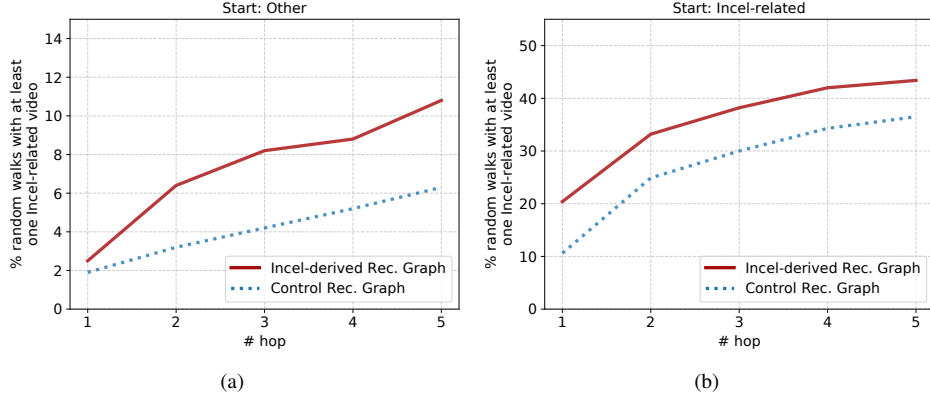 Start: Other
% random walks with at least
one Incel-related video
14
12
10
8
6
4
2
0
1 2 3 4 5
# hop
Incel-derived Rec. Graph
Control Rec. Graph
(a)
Start: Incel-related
% random walks with at least
one Incel-related video
50
40
30
20
10
0
1 2 3 4 5
# hop
Incel-derived Rec. Graph
Control Rec. Graph
(b)